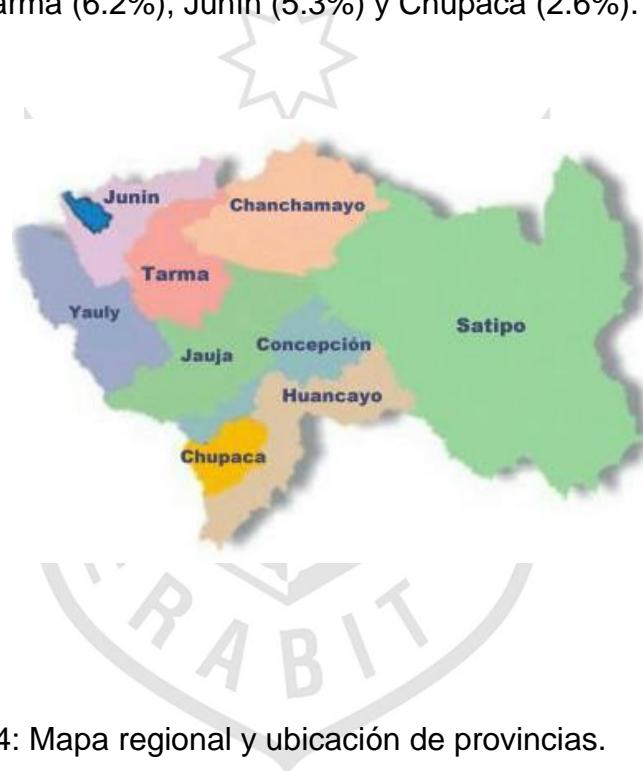 arma (6.2%), Junín (5.3%) y Chupaca (2.6%).
Junin
Chanchamayo
Tarma
Yauly
Satipo
Concepción
Jauja
Huancayo
Chupaca
RABIT
4: Mapa regional y ubicación de provincias.